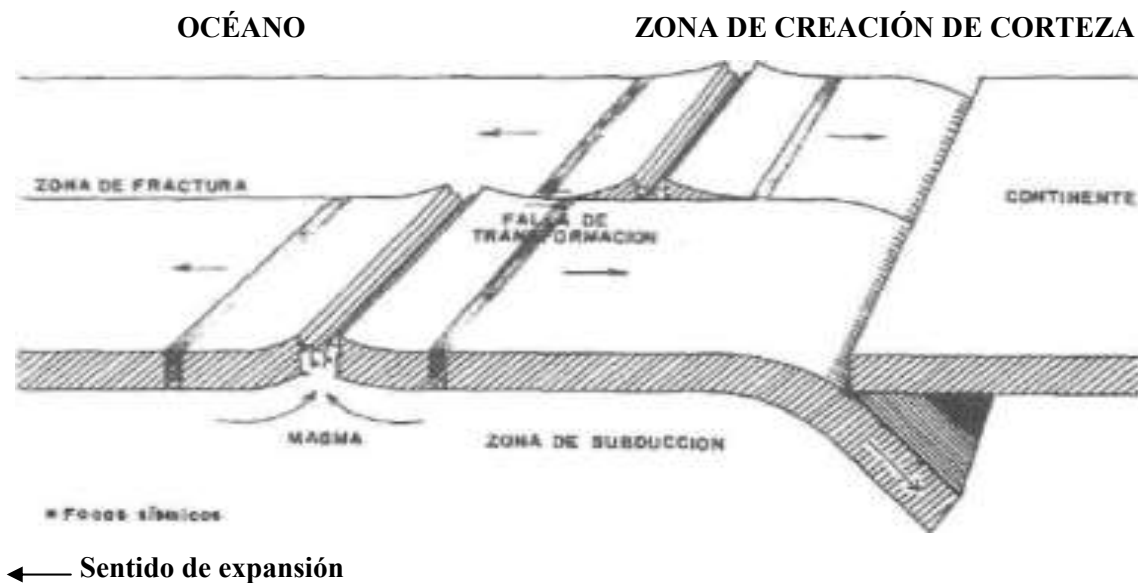 OCÉANO
ZONA DE CREACIÓN DE CORTEZA
ZONA DE FRACTURA
CONTINENTE
FALLA DE
TRANSFORMACION
MAGMA
ZONA DE SUBDUCCION
* Focos sísmicos
Sentido de expansión